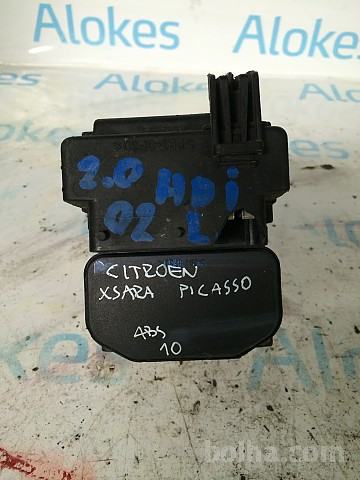 Alokes
Alokes
2.0 HDi
02 L
CITROEN
XSARA PICASSO
ABS
10
Alokes
Alokes
bolha.com